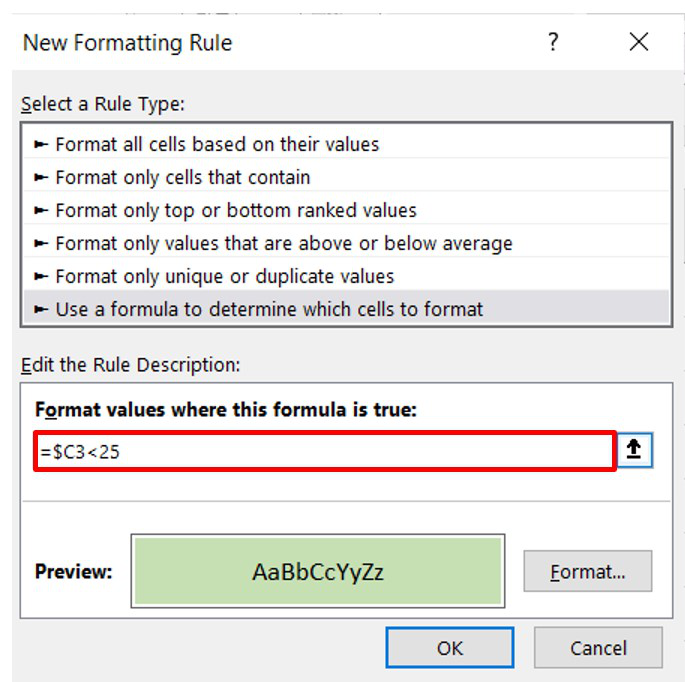 New Formatting Rule
?
Select a Rule Type:
► Format all cells based on their values
► Format only cells that contain
► Format only top or bottom ranked values
► Format only values that are above or below average
► Format only unique or duplicate values
► Use a formula to determine which cells to format
Edit the Rule Description:
Format values where this formula is true:
=$C3<25
Preview: AaBbCcYyZz Format...
OK Cancel